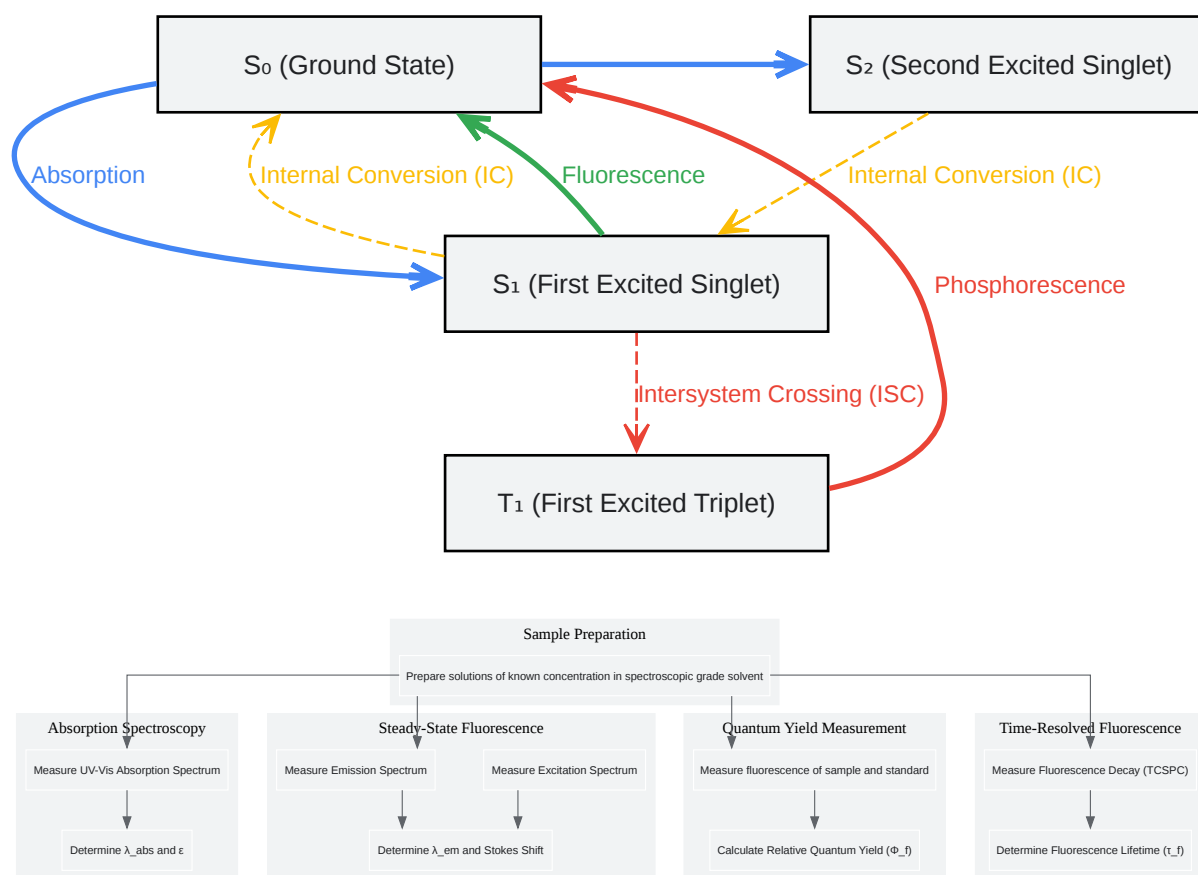 S₀ (Ground State)
S₂ (Second Excited Singlet)
Absorption
Internal Conversion (IC)
Fluorescence
Internal Conversion (IC)
S₁ (First Excited Singlet)
Phosphorescence
Intersystem Crossing (ISC)
T₁ (First Excited Triplet)
Sample Preparation
Prepare solutions of known concentration in spectroscopic grade solvent
Absorption Spectroscopy
Measure UV-Vis Absorption Spectrum
Determine λ_abs and ε
Steady-State Fluorescence
Measure Emission Spectrum
Measure Excitation Spectrum
Determine λ_em and Stokes Shift
Quantum Yield Measurement
Measure fluorescence of sample and standard
Calculate Relative Quantum Yield (Φ_f)
Time-Resolved Fluorescence
Measure Fluorescence Decay (TCSPC)
Determine Fluorescence Lifetime (τ_f)